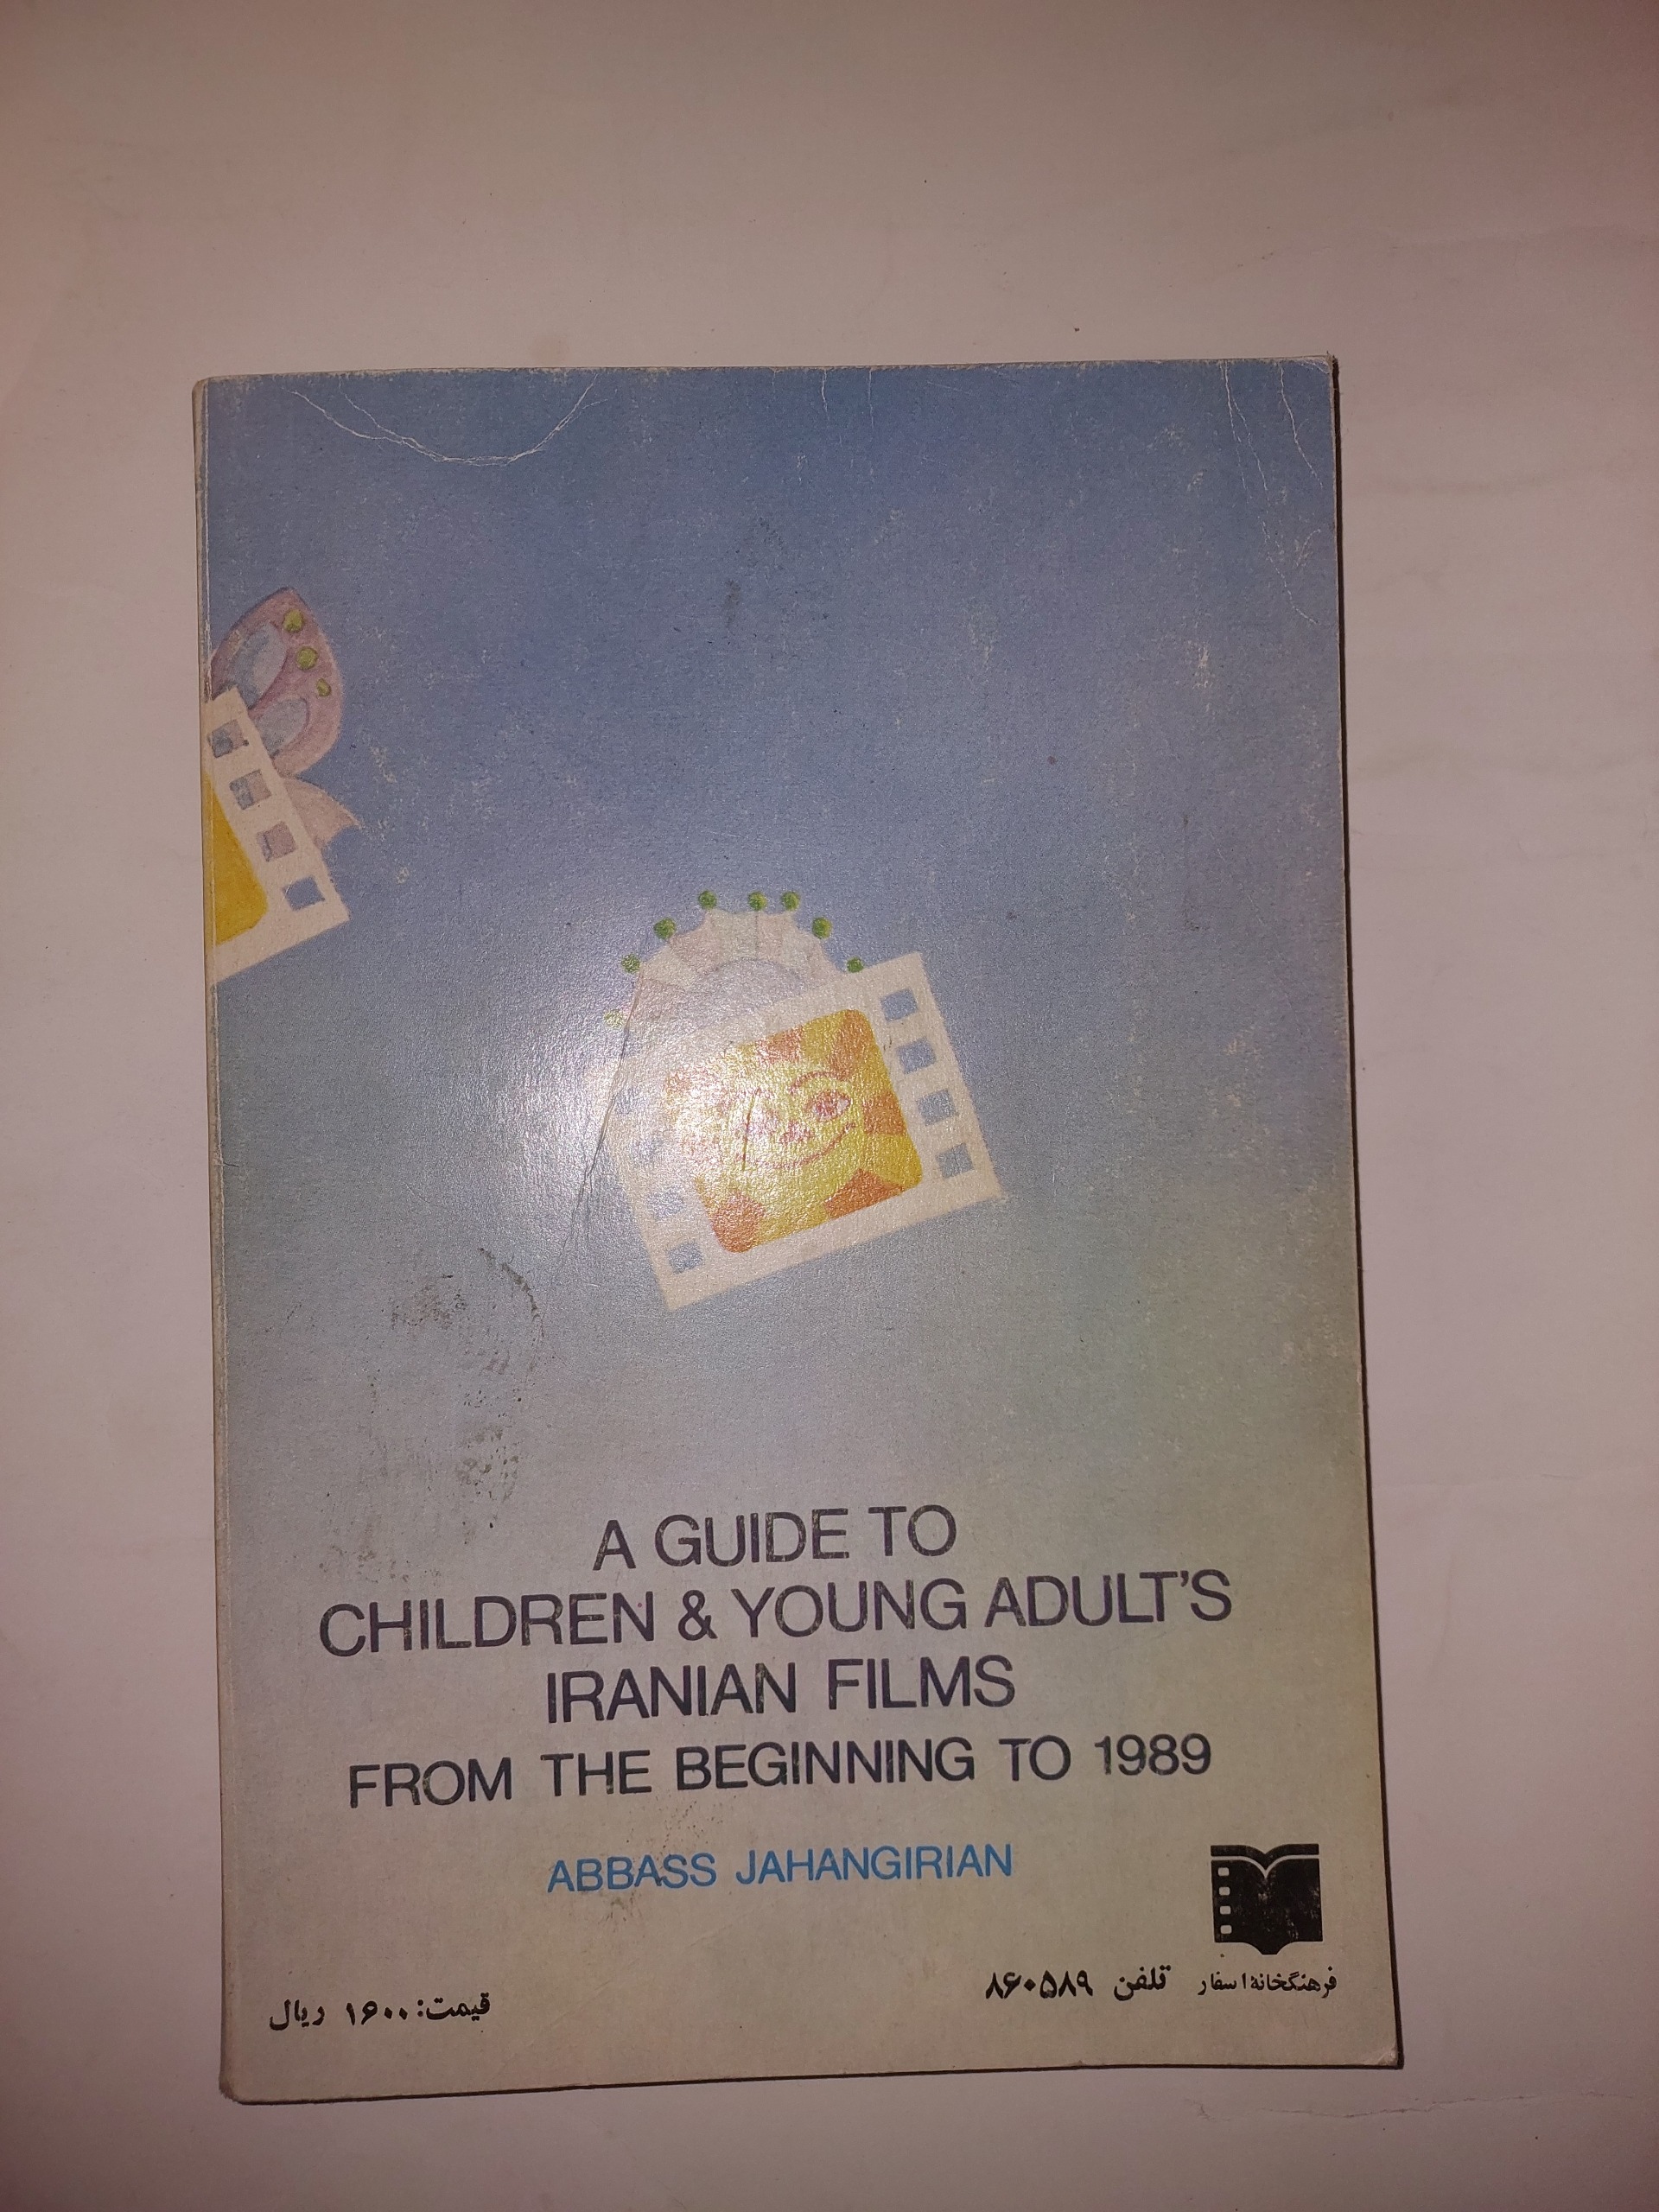 A GUIDE TO
CHILDREN & YOUNG ADULT'S
IRANIAN FILMS
FROM THE BEGINNING TO 1989
ABBASS JAHANGIRIAN
فرهنگخانهٔ اسفار تلفن ۸۶۰۵۸۹
قیمت: ۱۶۰۰ ریال